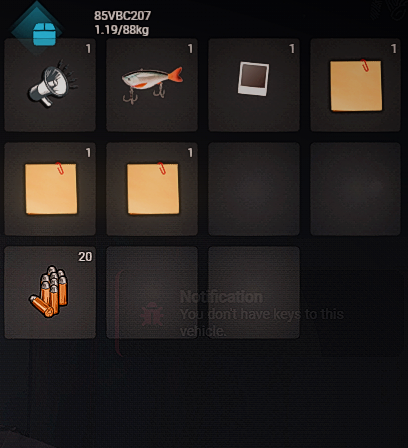 85VBC207
1.19/88kg
1
1
1
1
1
1
20
Notification
You don't have keys to this
vehicle.